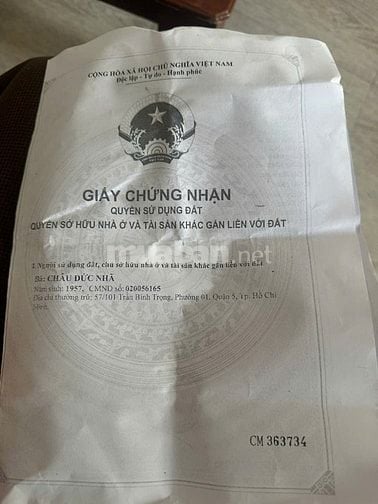 CỘNG HÒA XÃ HỘI CHỦ NGHĨA VIỆT NAM
Độc lập - Tự do - Hạnh phúc
GIẤY CHỨNG NHẬN
QUYỀN SỬ DỤNG ĐẤT
QUYỀN SỞ HỮU NHÀ Ở VÀ TÀI SẢN KHÁC GẮN LIỀN VỚI ĐẤT
muaban.net
I. Người sử dụng đất, chủ sở hữu nhà ở và tài sản khác gắn liền với đất
Bà: CHÂU ĐỨC NHÃ
Năm sinh: 1957, CMND số: 020056165
Địa chỉ thường trú: 57/101 Trần Bình Trọng, Phường 01, Quận 5, Tp. Hồ Chí
Minh.
CM 363734